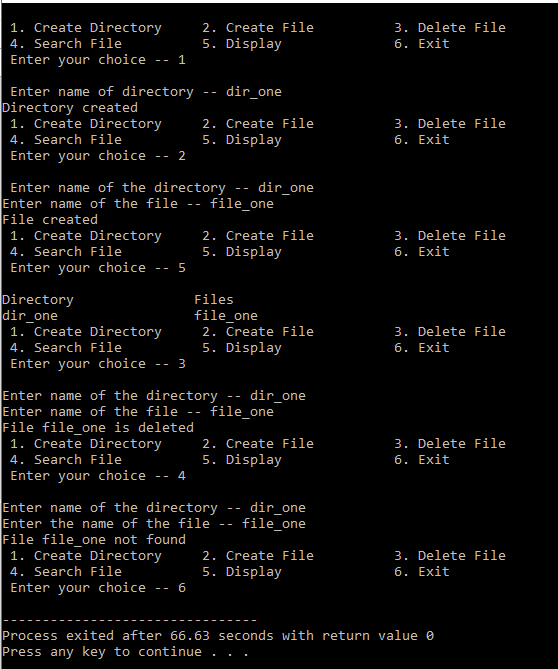 1. Create Directory     2. Create File          3. Delete File
4. Search File          5. Display              6. Exit
Enter your choice -- 1
Enter name of directory -- dir_one
Directory created
1. Create Directory     2. Create File          3. Delete File
4. Search File          5. Display              6. Exit
Enter your choice -- 2
Enter name of the directory -- dir_one
Enter name of the file -- file_one
File created
1. Create Directory     2. Create File          3. Delete File
4. Search File          5. Display              6. Exit
Enter your choice -- 5
Directory               Files
dir_one                 file_one
1. Create Directory     2. Create File          3. Delete File
4. Search File          5. Display              6. Exit
Enter your choice -- 3
Enter name of the directory -- dir_one
Enter name of the file -- file_one
File file_one is deleted
1. Create Directory     2. Create File          3. Delete File
4. Search File          5. Display              6. Exit
Enter your choice -- 4
Enter name of the directory -- dir_one
Enter the name of the file -- file_one
File file_one not found
1. Create Directory     2. Create File          3. Delete File
4. Search File          5. Display              6. Exit
Enter your choice -- 6
--------------------------------
Process exited after 66.63 seconds with return value 0
Press any key to continue . . .